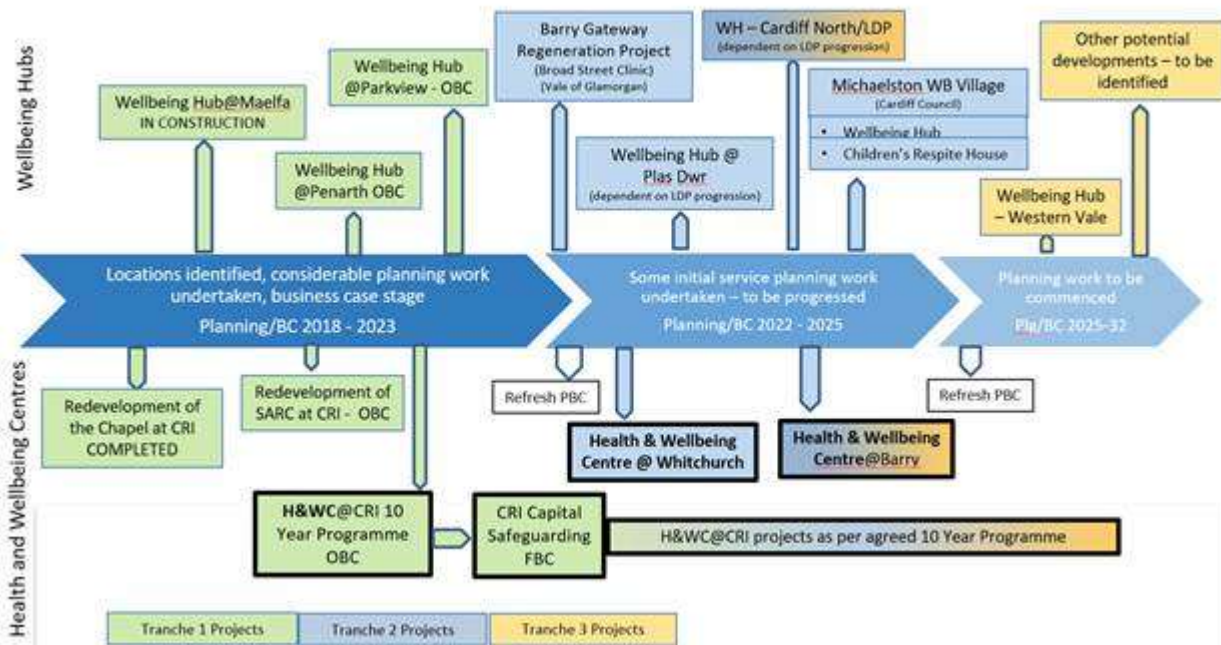 Wellbeing Hubs
Wellbeing Hub@Maelfa
IN CONSTRUCTION
Wellbeing Hub
@Penarth OBC
Wellbeing Hub
@Parkview - OBC
Barry Gateway
Regeneration Project
(Broad Street Clinic)
(Vale of Glamorgan)
Wellbeing Hub @
Plas Dwr
(dependent on LDP progression)
WH – Cardiff North/LDP
(dependent on LDP progression)
Michaelston WB Village
(Cardiff Council)
• Wellbeing Hub
• Children's Respite House
Wellbeing Hub
– Western Vale
Other potential
developments – to be
identified
Locations identified, considerable planning work
undertaken, business case
stage
Planning/BC 2018 - 2023
Some initial service planning work
undertaken – to be progressed
Planning/BC 2022 - 2025
Planning work to be
commenced
Plg/BC 2025-32
Health and Wellbeing Centres
Redevelopment of
the Chapel at CRI
COMPLETED
Redevelopment of
SARC at CRI - OBC
Refresh PBC
Health & Wellbeing
Centre @ Whitchurch
Health & Wellbeing
Centre@Barry
Refresh PBC
H&WC@CRI 10
Year Programme
OBC
CRI Capital
Safeguarding
FBC
H&WC@CRI projects as per agreed 10 Year Programme
Tranche 1 Projects
Tranche 2 Projects
Tranche 3 Projects